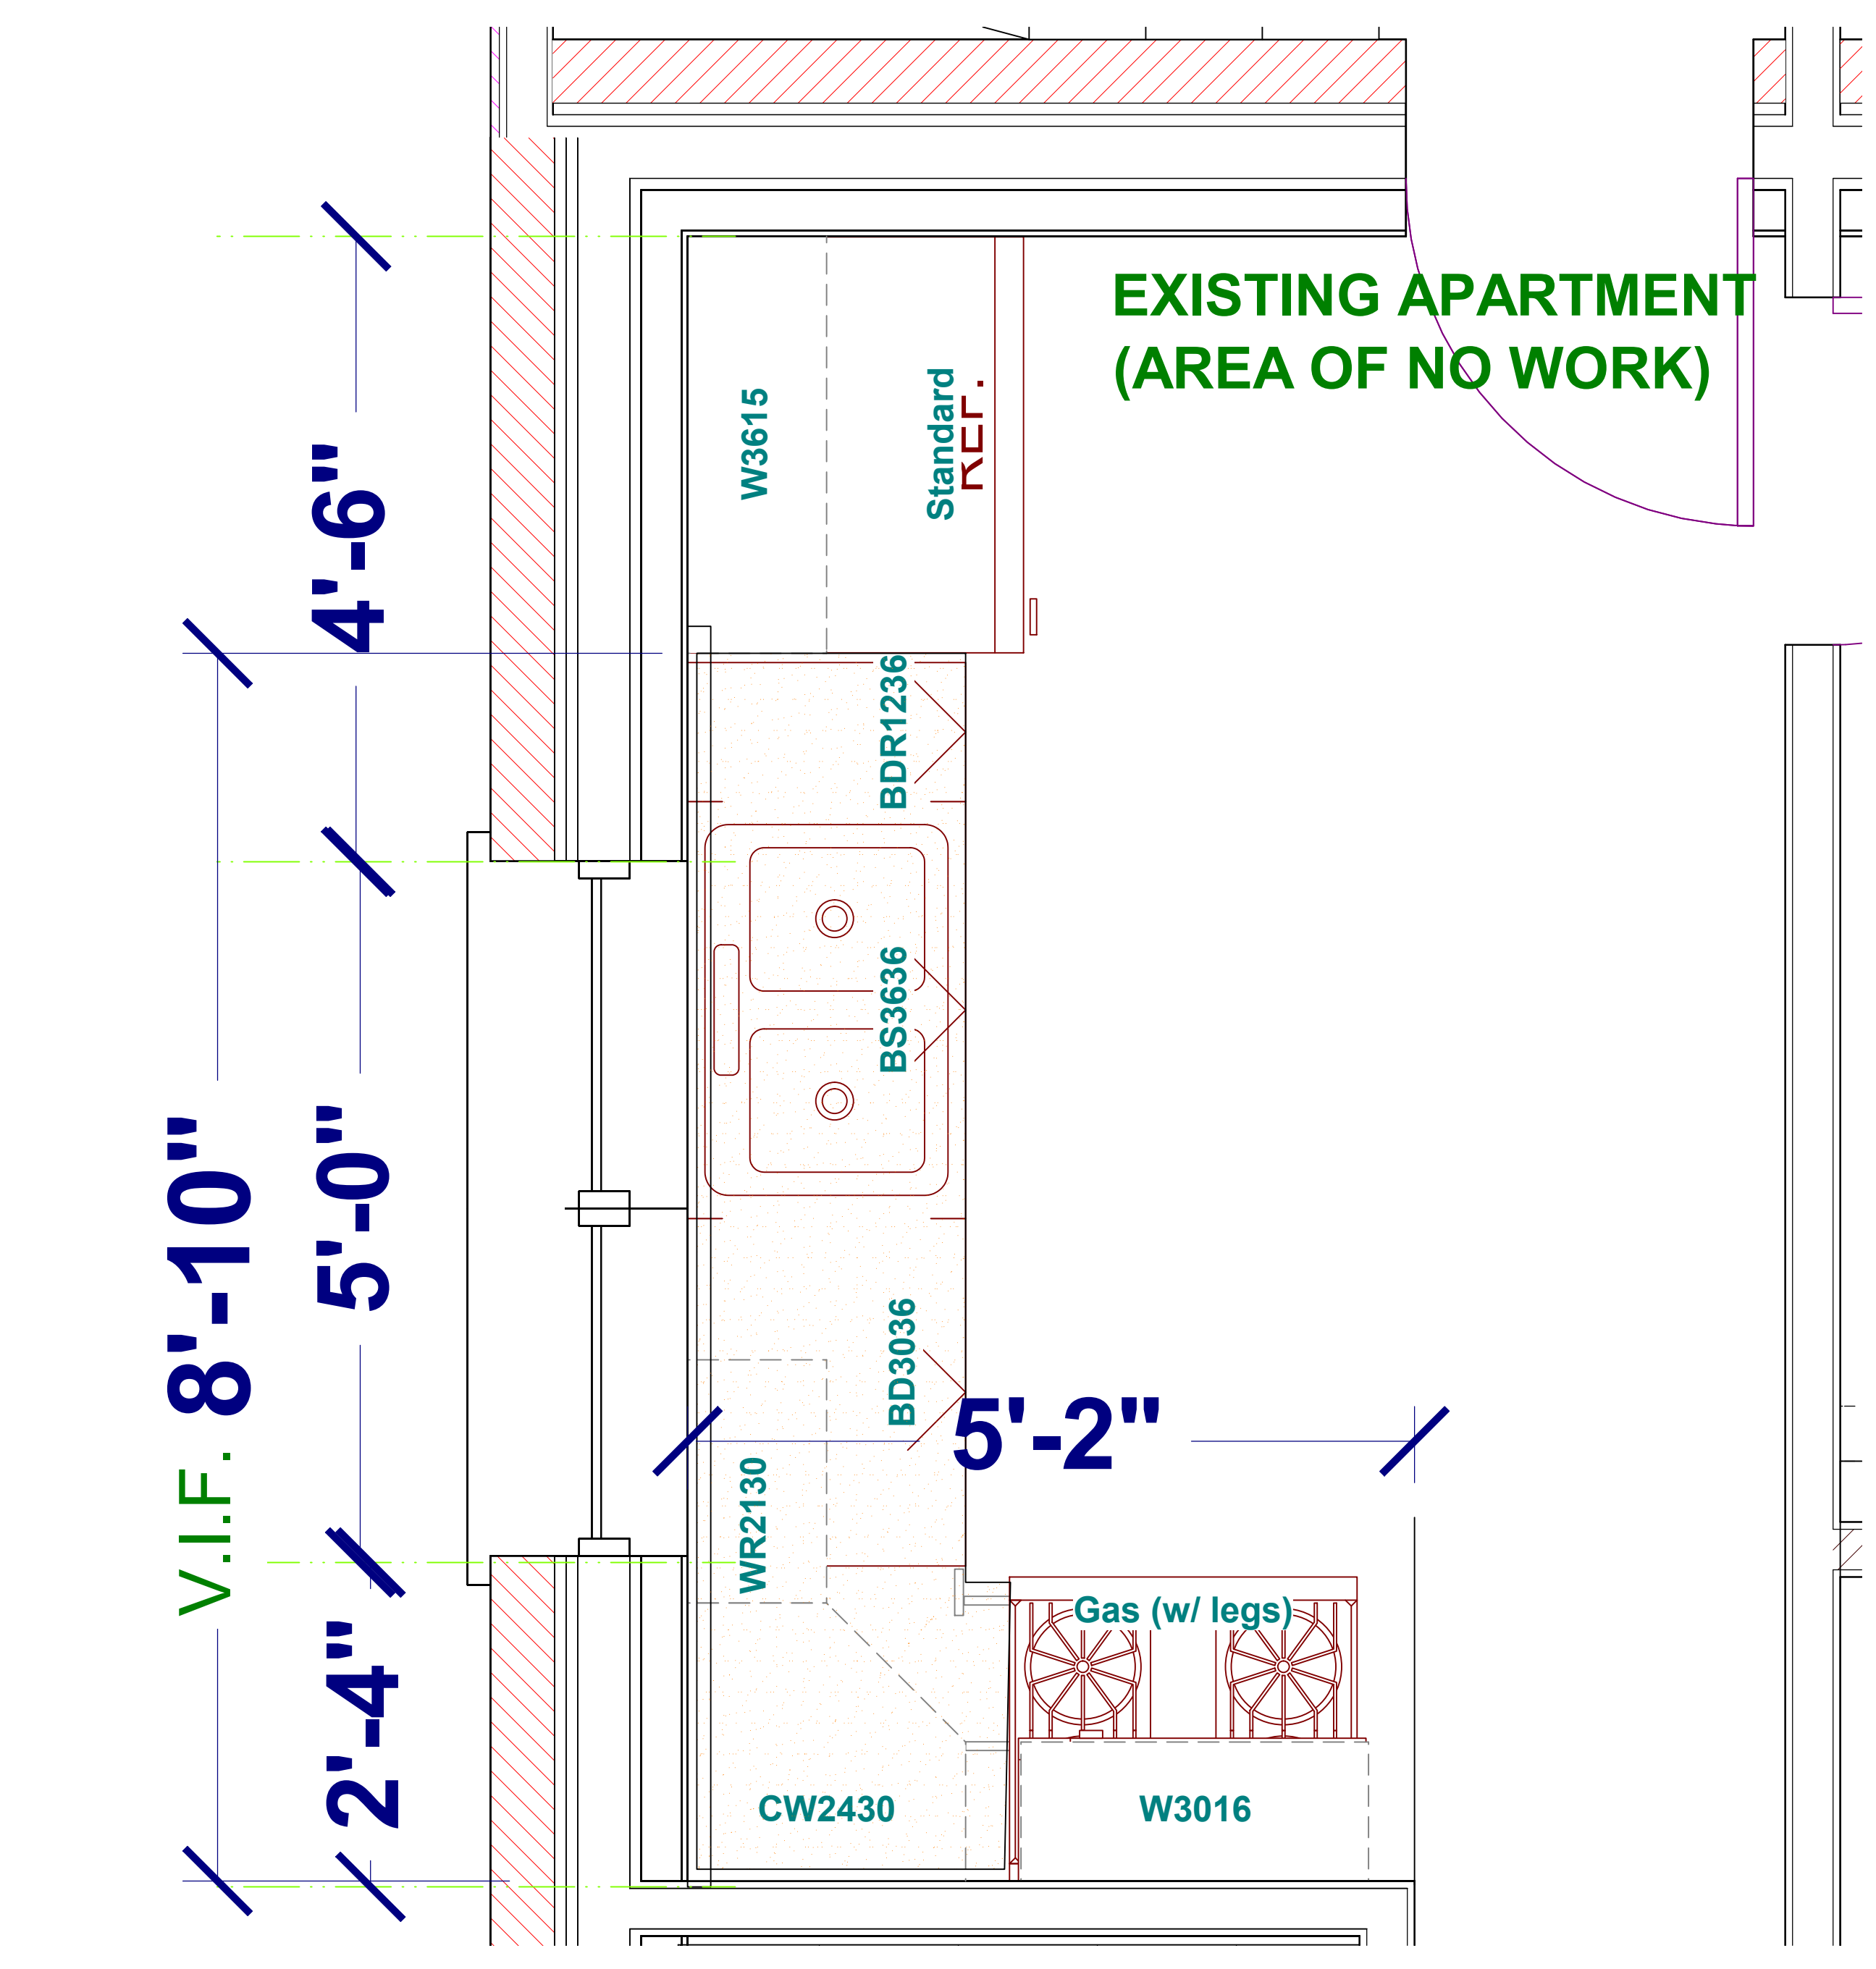 EXISTING APARTMENT
(AREA OF NO WORK)
W3615
Standard
REF.
4'-6"
BDR1236
BS3636
8'-10"
V.I.F.
5'-0"
BD3036
5'-2"
WR2130
Gas (w/ legs)
2'-4"
CW2430
W3016